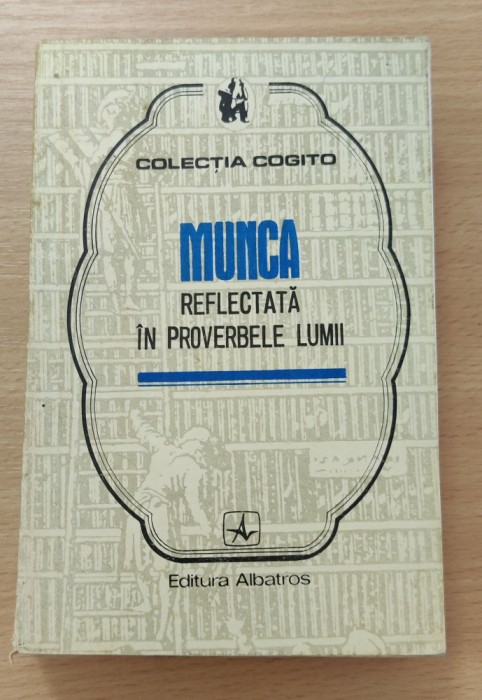 COLECȚIA COGITO
MUNCA
REFLECTATĂ
ÎN PROVERBELE LUMII
Editura Albatros